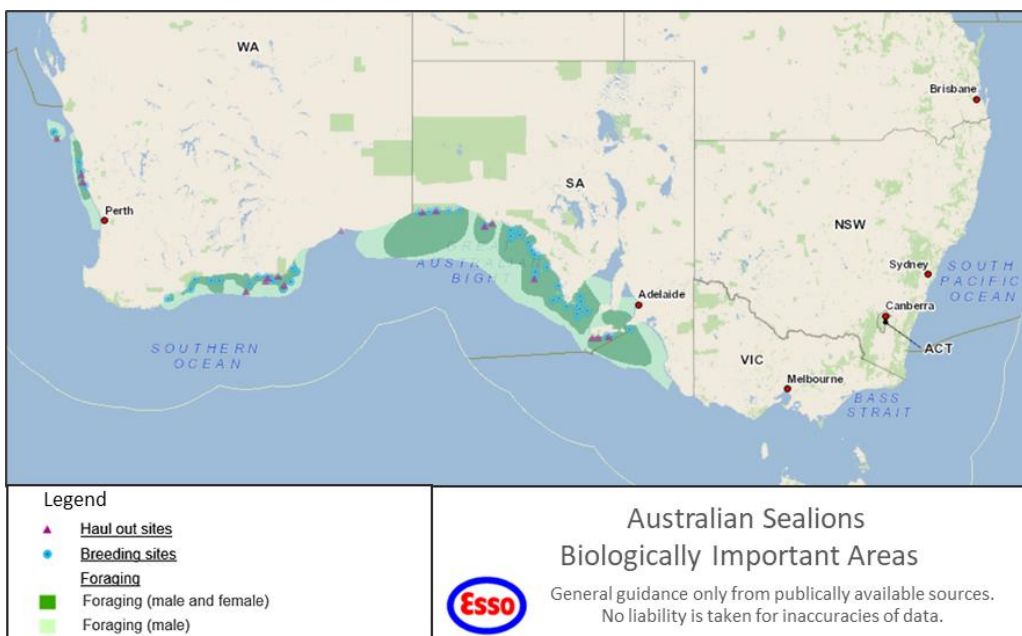 WA
Brisbane
SA
Perth
NSW
AUSTRALIAN
BIGHT
Sydney
SOUTH
PACIFIC
OCEAN
Adelaide
Canberra
SOUTHERN
OCEAN
ACT
VIC
Melbourne
BASS
STRAIT
Legend
Haul out sites
Breeding sites
Foraging
Foraging (male and female)
Foraging (male)
Australian Sealions
Biologically Important Areas
Esso
General guidance only from publically available sources.
No liability is taken for inaccuracies of data.